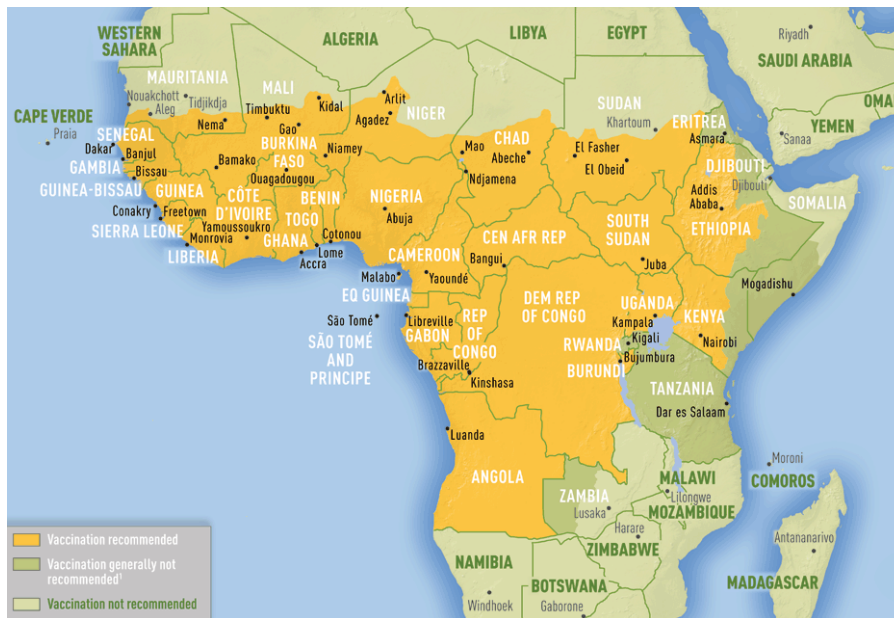 WESTERN
SAHARA
ALGERIA
LIBYA
EGYPT
Riyadh
SAUDI ARABIA
OMAN
MAURITANIA
MALI
NIGER
CHAD
SUDAN
ERITREA
YEMEN
Nouakchott
Tidjikdja
Aleg
Nema
Timbuktu
Kidal
Arlit
Agadez
Gao
Mao
Abeche
Khartoum
Asmara
Sanaa
CAPE VERDE
Praia
SENEGAL
Dakar
GAMBIA
Banjul
Bissau
GUINEA-BISSAU
Bamako
BURKINA
FASO
Ouagadougou
Niamey
Ndjamena
El Fasher
El Obeid
DJIBOUTI
Djibouti
SOMALIA
GUINEA
Conakry
Freetown
SIERRA LEONE
CÔTE
D'IVOIRE
Yamoussoukro
Monrovia
LIBERIA
GHANA
Accra
TOGO
Lome
BENIN
Cotonou
NIGERIA
Abuja
CAMEROON
Yaoundé
CEN AFR REP
Bangui
SOUTH
SUDAN
Juba
Addis
Ababa
ETHIOPIA
Mogadishu
Malabo
EQ GUINEA
São Tomé
SÃO TOMÉ
AND
PRINCIPE
Libreville
GABON
REP
OF
CONGO
Brazzaville
Kinshasa
DEM REP
OF CONGO
UGANDA
Kampala
KENYA
Nairobi
RWANDA
Kigali
Bujumbura
BURUNDI
TANZANIA
Dar es Salaam
Luanda
ANGOLA
ZAMBIA
Lusaka
MALAWI
Lilongwe
MOZAMBIQUE
Moroni
COMOROS
Harare
ZIMBABWE
NAMIBIA
Windhoek
BOTSWANA
Gaborone
Antananarivo
MADAGASCAR
Vaccination recommended
Vaccination generally not
recommended¹
Vaccination not recommended